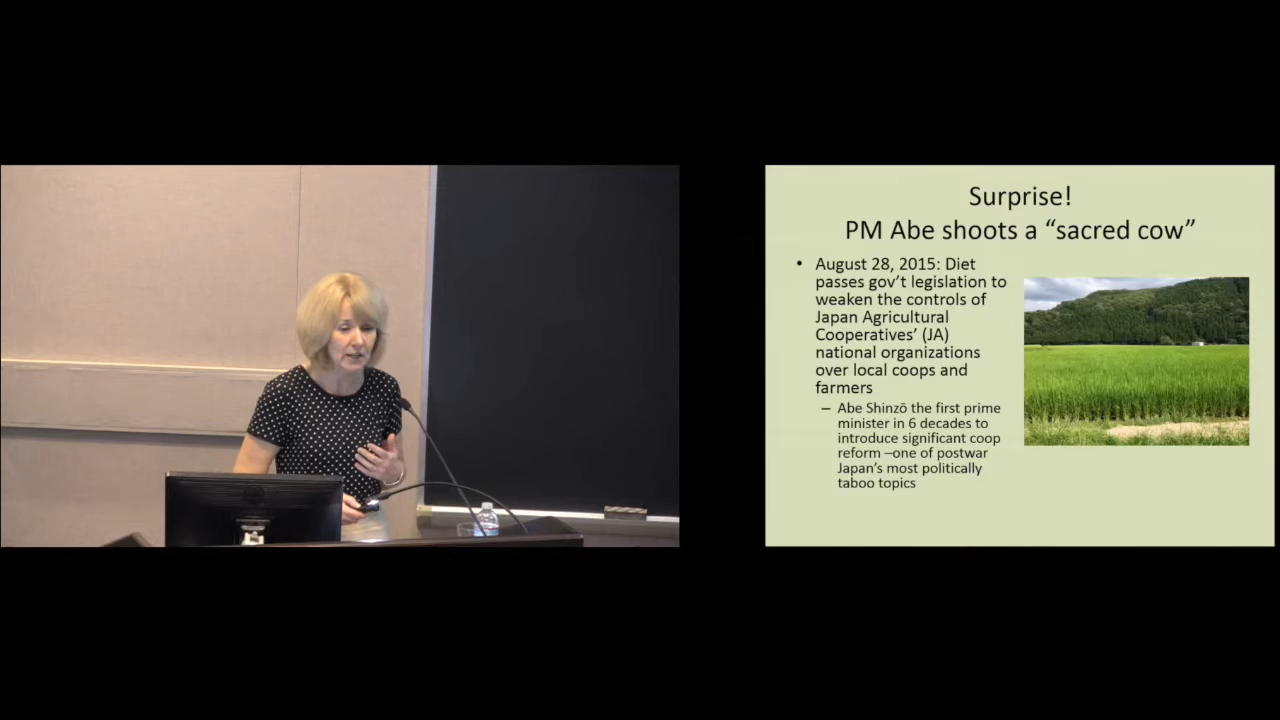 Surprise!
PM Abe shoots a “sacred cow”
• August 28, 2015: Diet
passes gov’t legislation to
weaken the controls of
Japan Agricultural
Cooperatives’ (JA)
national organizations
over local coops and
farmers
– Abe Shinzō the first prime
minister in 6 decades to
introduce significant coop
reform –one of postwar
Japan’s most politically
taboo topics